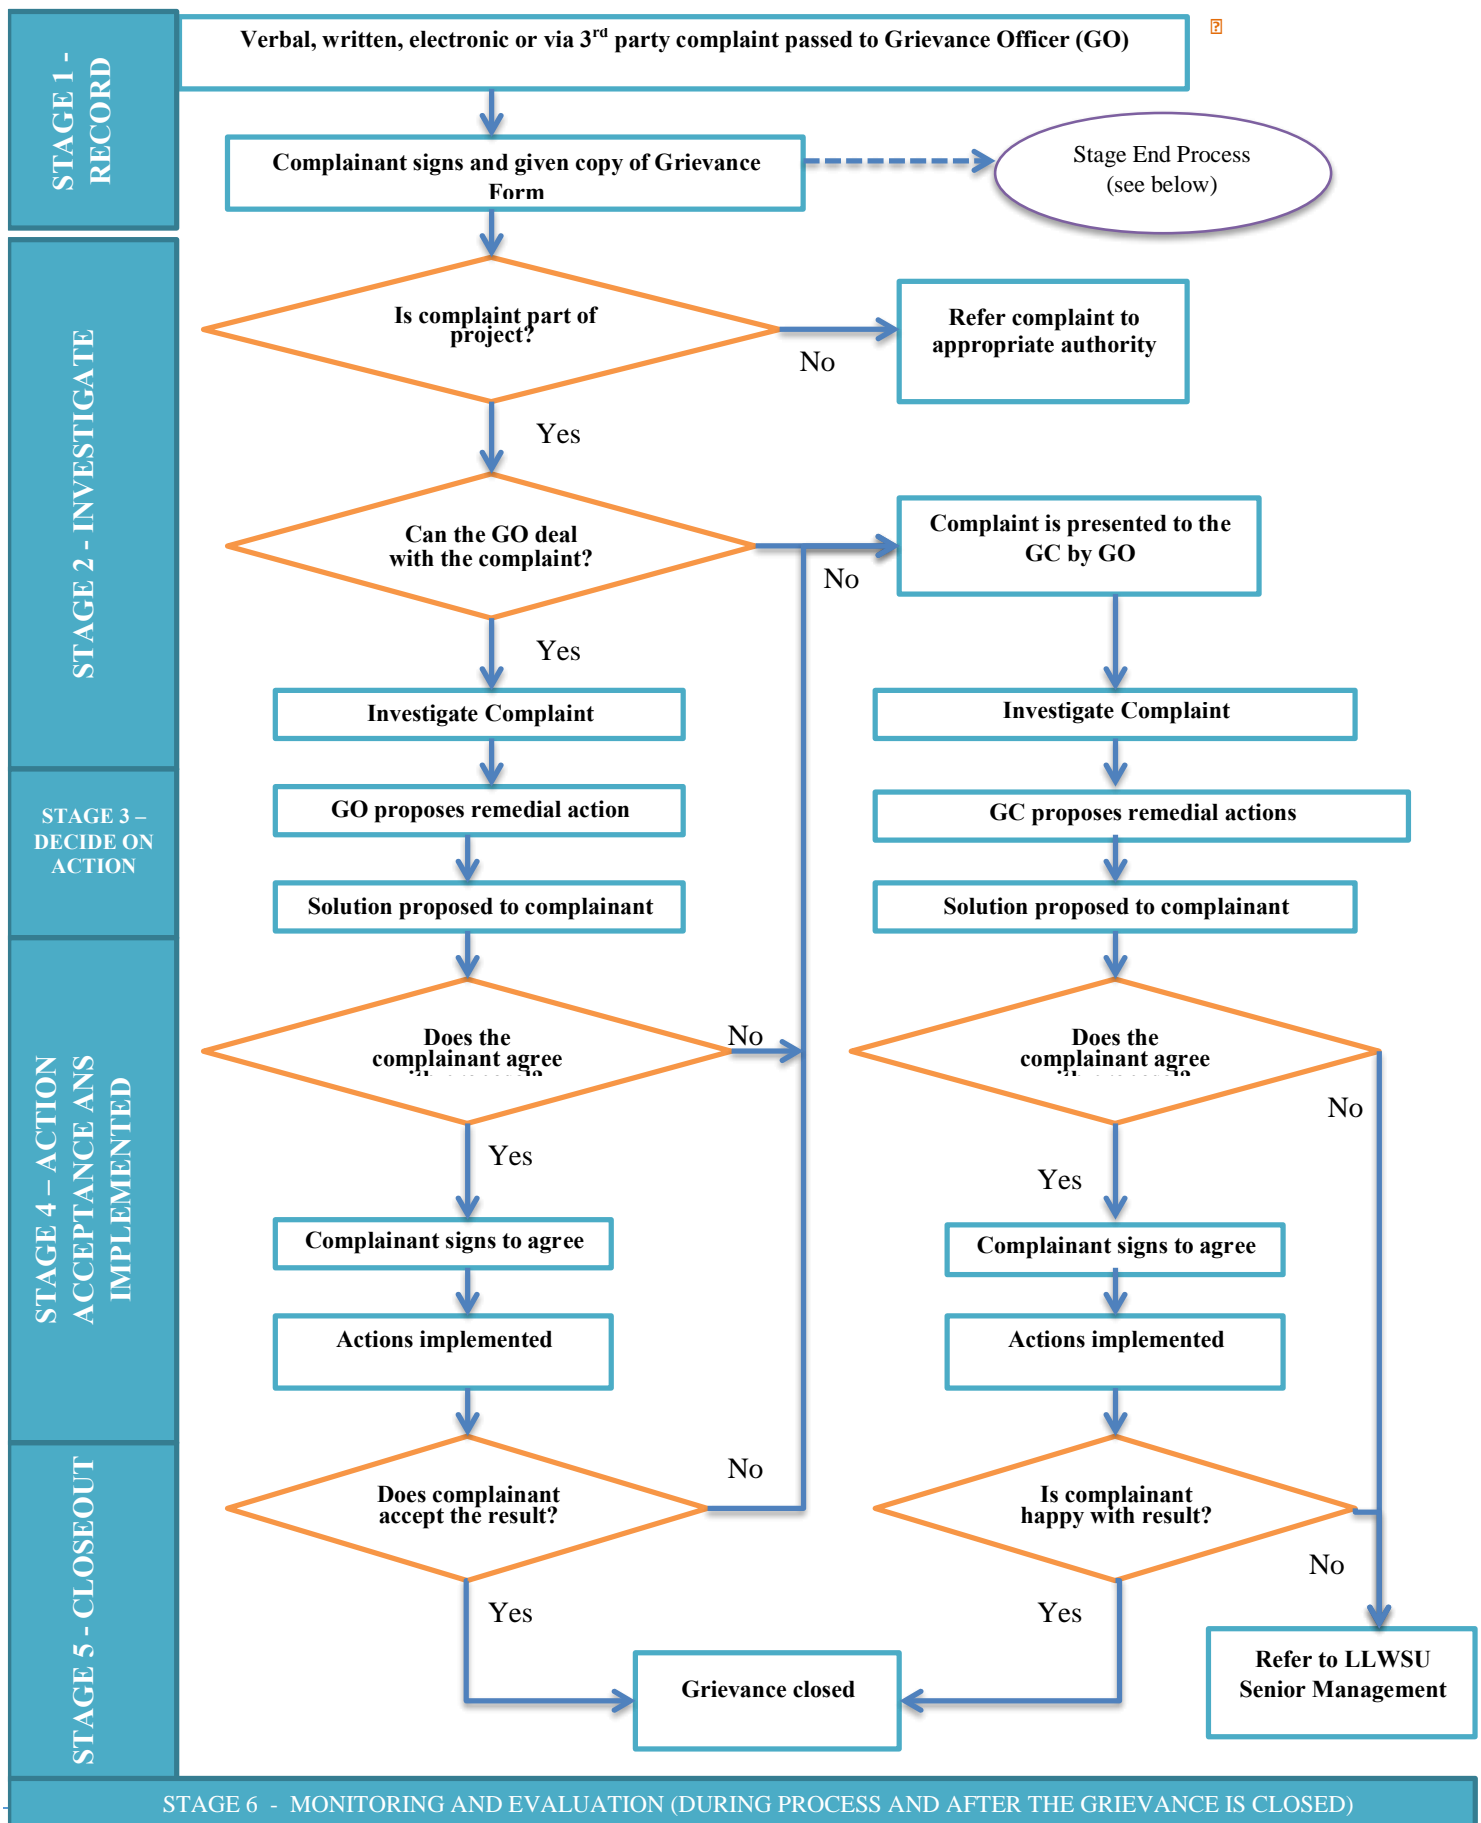 STAGE 1 -
RECORD
Verbal, written, electronic or via 3rd party complaint passed to Grievance Officer (GO)
Complainant signs and given copy of Grievance
Form
Stage End Process
(see below)
STAGE 2 - INVESTIGATE
Is complaint part of
project?
No
Refer complaint to
appropriate authority
Yes
Can the GO deal
with the complaint?
No
Complaint is presented to the
GC by GO
Yes
Investigate Complaint
Investigate Complaint
STAGE 3 –
DECIDE ON
ACTION
GO proposes remedial action
GC proposes remedial actions
Solution proposed to complainant
Solution proposed to complainant
STAGE 4 – ACTION
ACCEPTANCE ANS
IMPLEMENTED
Does the
complainant agree
No
Does the
complainant agree
No
Yes
Yes
Complainant signs to agree
Complainant signs to agree
Actions implemented
Actions implemented
STAGE 5 - CLOSEOUT
Does complainant
accept the result?
No
Is complainant
happy with result?
No
Yes
Yes
Grievance closed
Refer to LLWSU
Senior Management
STAGE 6 - MONITORING AND EVALUATION (DURING PROCESS AND AFTER THE GRIEVANCE IS CLOSED)